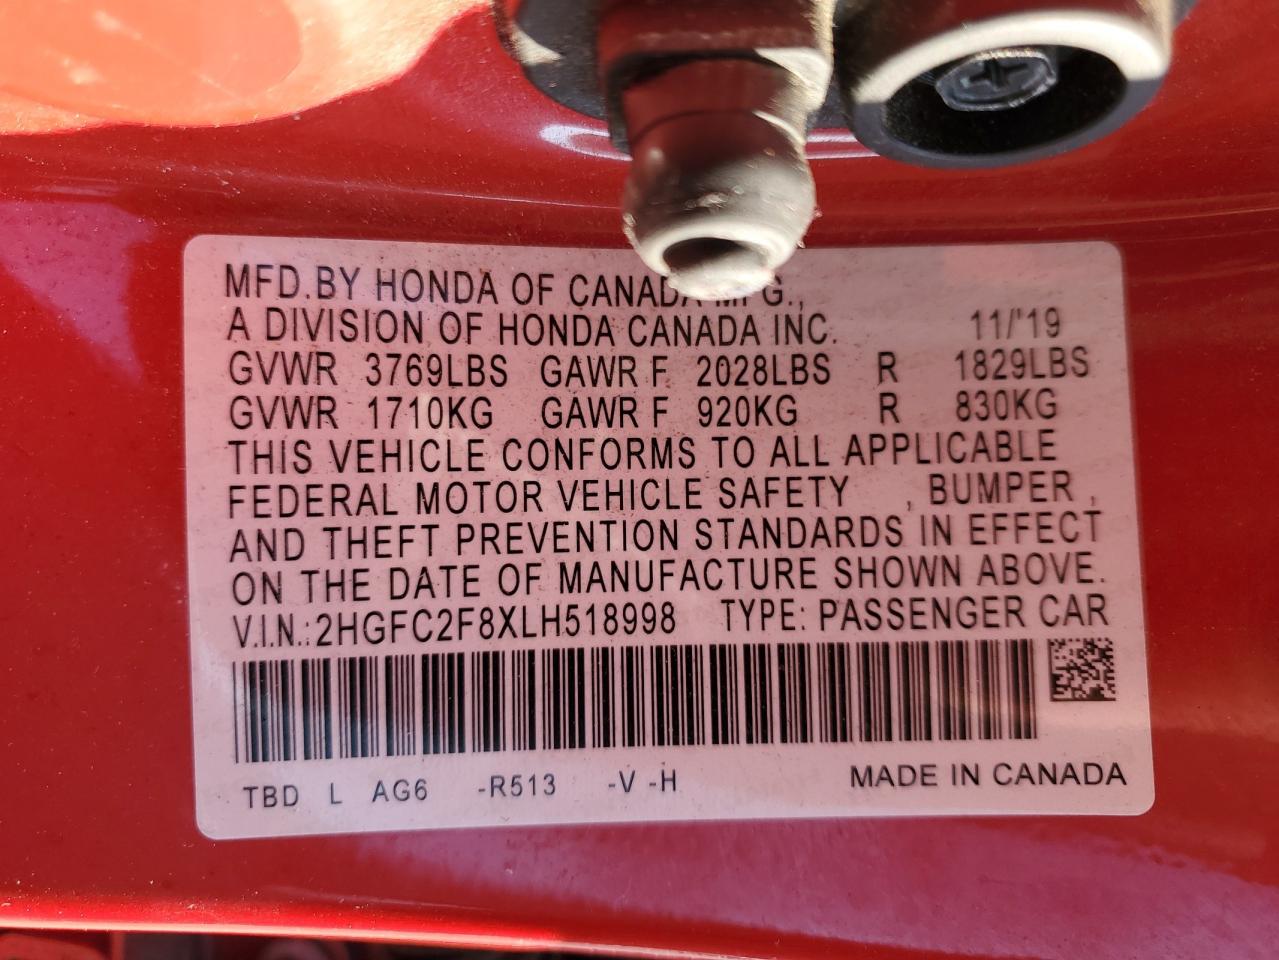 MFD.BY HONDA OF CANADA MFG.,
A DIVISION OF HONDA CANADA INC. 11/'19
GVWR 3769LBS GAWR F 2028LBS R 1829LBS
GVWR 1710KG GAWR F 920KG R 830KG
THIS VEHICLE CONFORMS TO ALL APPLICABLE
FEDERAL MOTOR VEHICLE SAFETY , BUMPER ,
AND THEFT PREVENTION STANDARDS IN EFFECT
ON THE DATE OF MANUFACTURE SHOWN ABOVE.
V.I.N.:2HGFC2F8XLH518998 TYPE: PASSENGER CAR
TBD L AG6 -R513 -V -H MADE IN CANADA